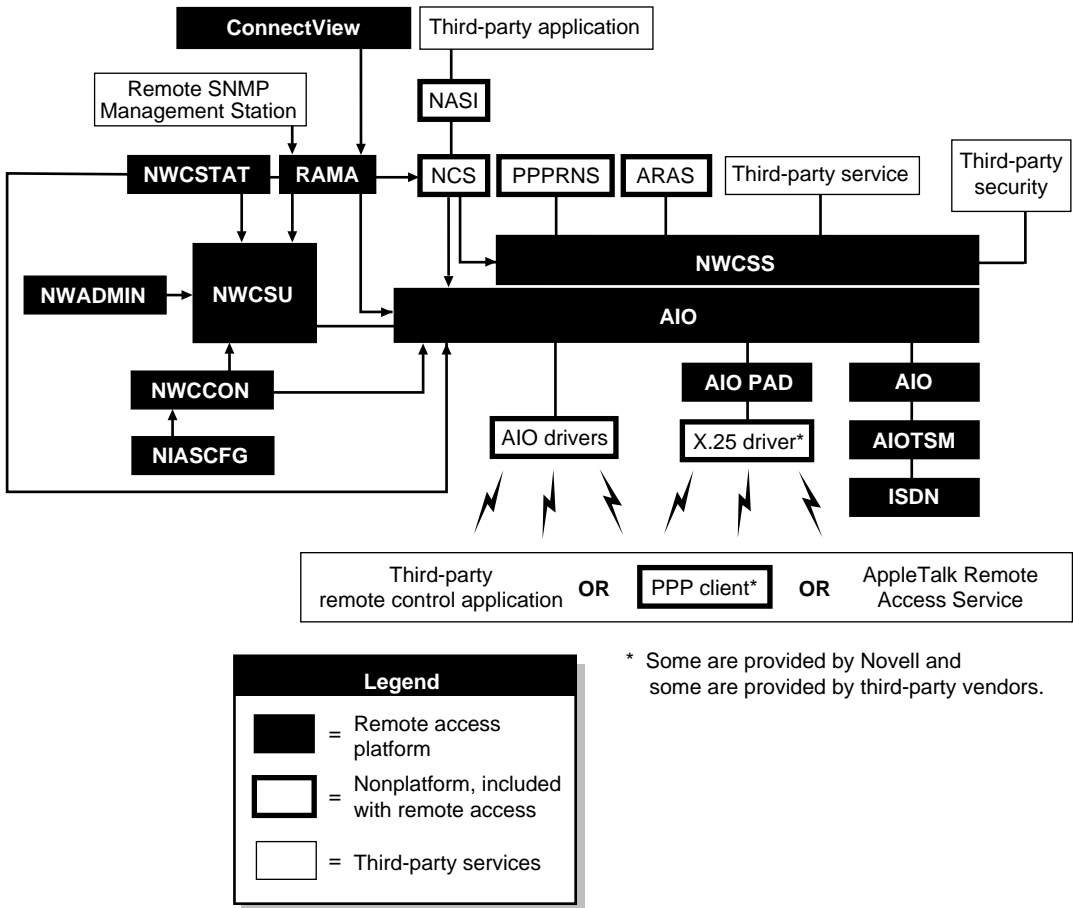 ConnectView
Third-party application
Remote SNMP
Management Station
NASI
NWCSTAT
RAMA
NCS
PPPRNS
ARAS
Third-party service
Third-party
security
NWCSS
NWADMIN
NWCSU
AIO
NWCCON
AIO PAD
AIO
NIASCFG
AIO drivers
X.25 driver*
AIOTSM
ISDN
Third-party
remote control application
OR
PPP client*
OR
AppleTalk Remote
Access Service
* Some are provided by Novell and
some are provided by third-party vendors.
Legend
= Remote access
platform
= Nonplatform, included
with remote access
= Third-party services